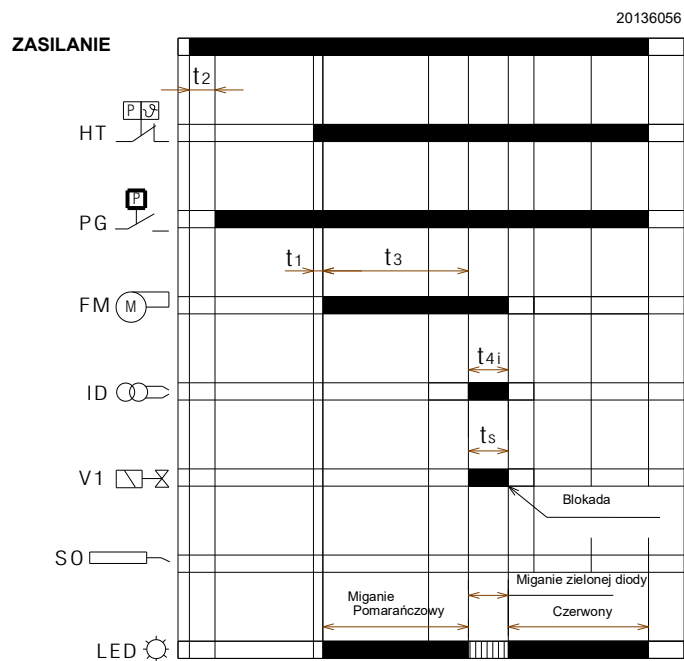 20136056
ZASILANIE
t2
P ϑ
HT
P
PG
t1 t3
FM M
t4i
ID
ts
V1
Blokada
SO
Miganie zielonej diody
Miganie
Pomarańczowy Czerwony
LED